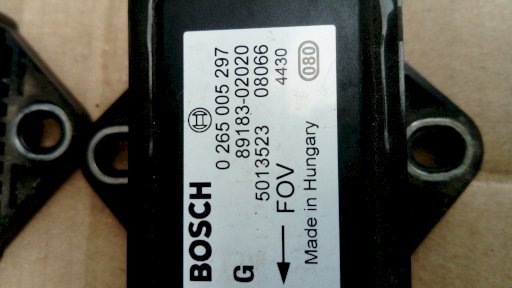 BOSCH
0 265 005 297
G
89183-02020
5013523 08066
← FOV 4430
Made in Hungary 080